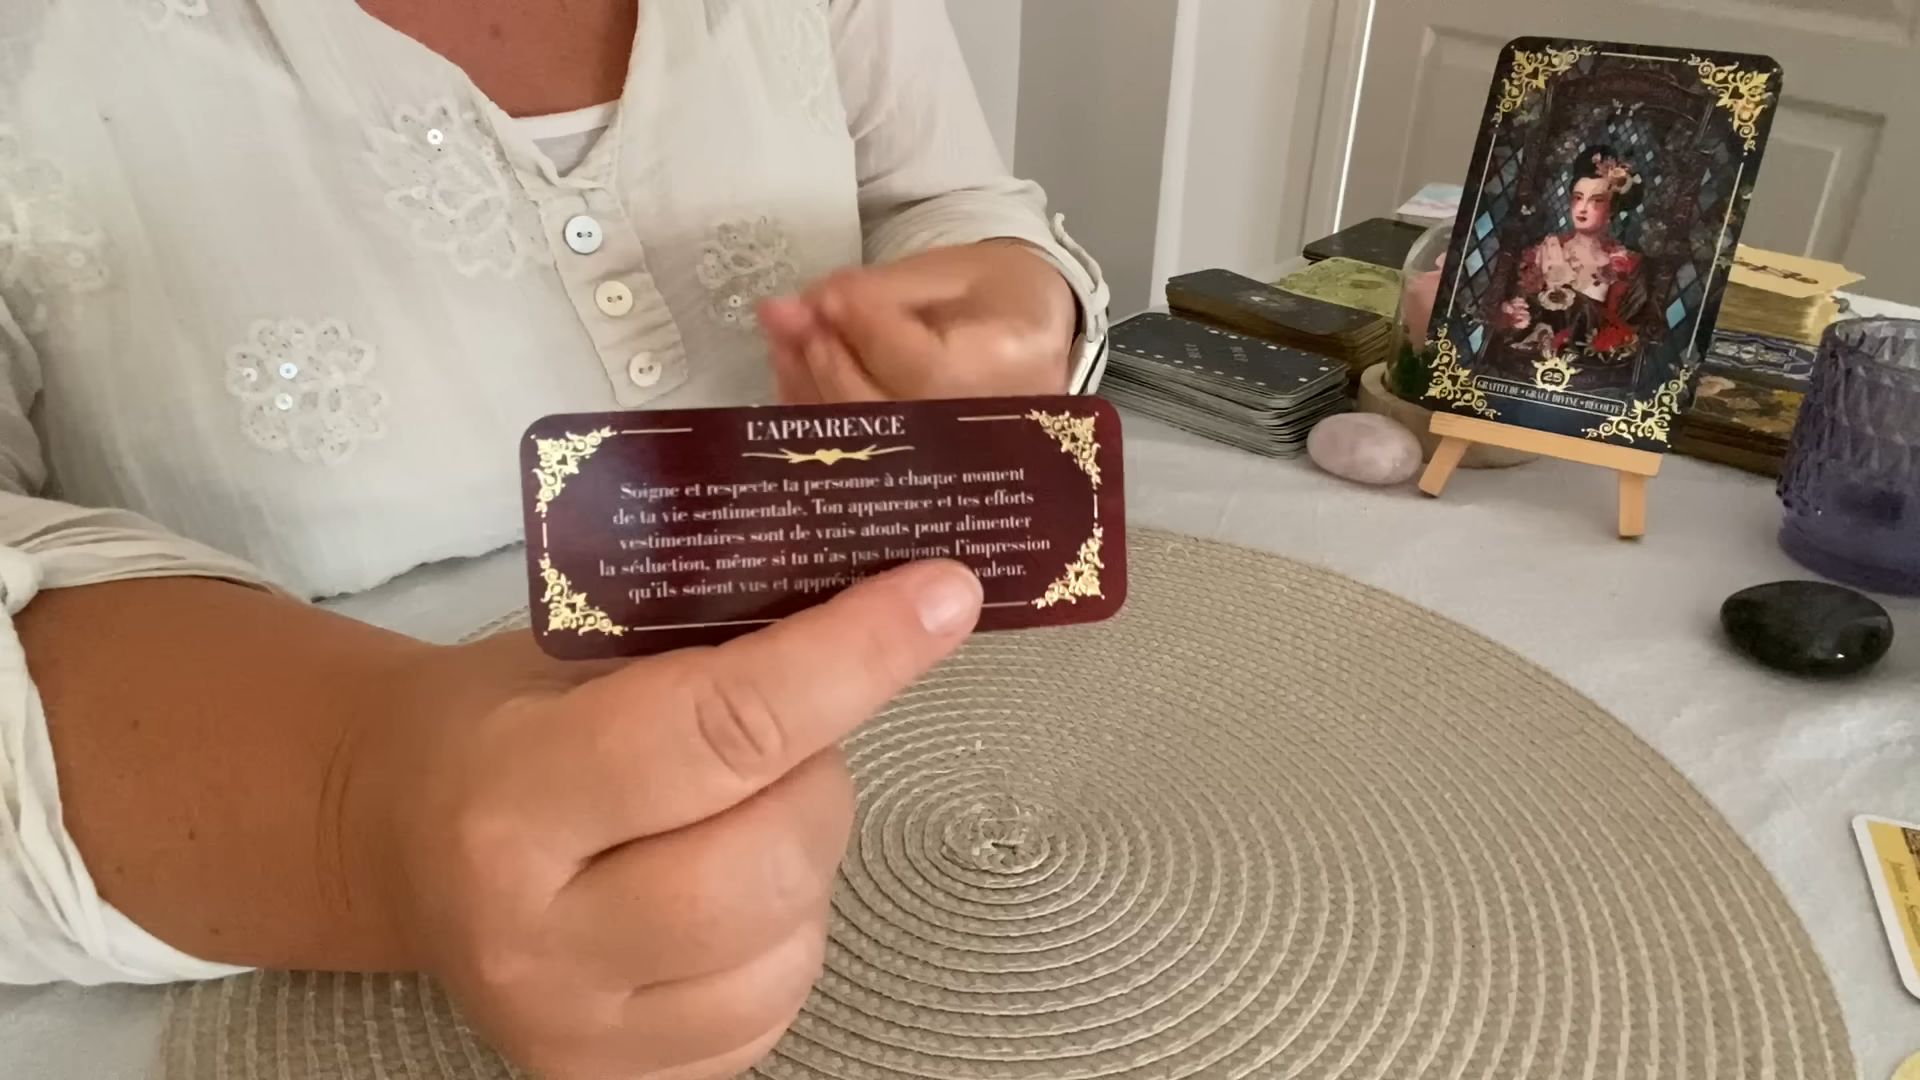 L'APPARENCE
Soigne et respecte ta personne à chaque moment
de ta vie sentimentale. Ton apparence et tes efforts
vestimentaires sont de vrais atouts pour alimenter
la séduction, même si tu n'as pas toujours l'impression
qu'ils soient vus et valeur.
25
GRATITUDE • GRÂCE DIVINE • RÉCOLTE